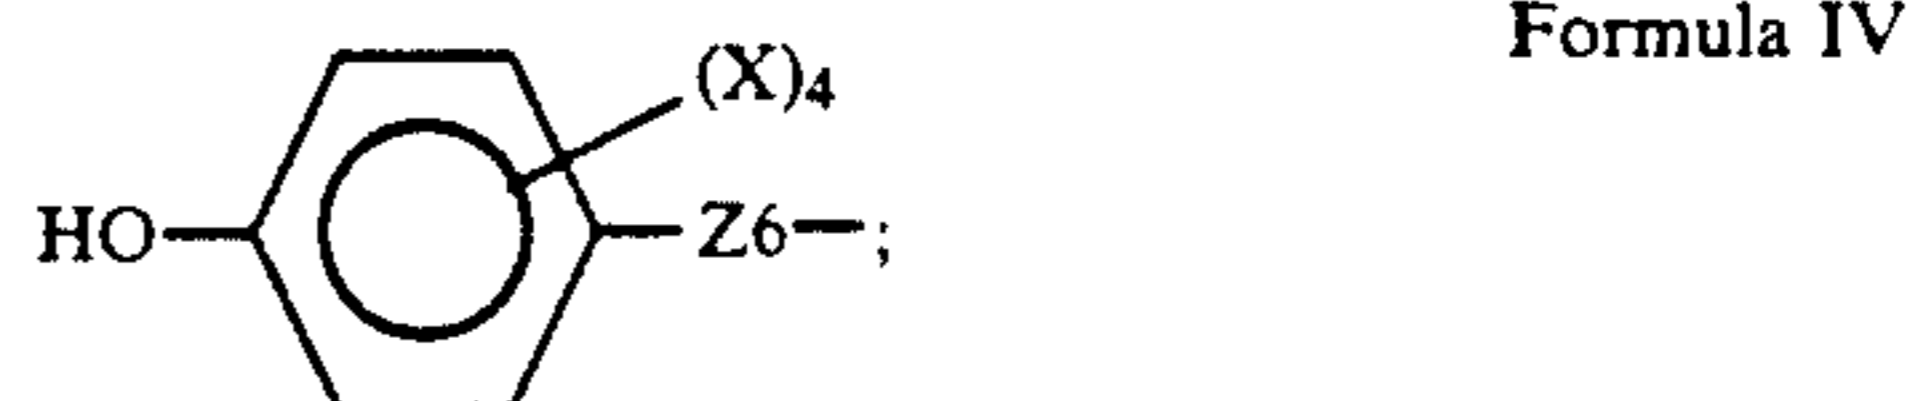 Formula IV
(X)4
HO
Z6—;